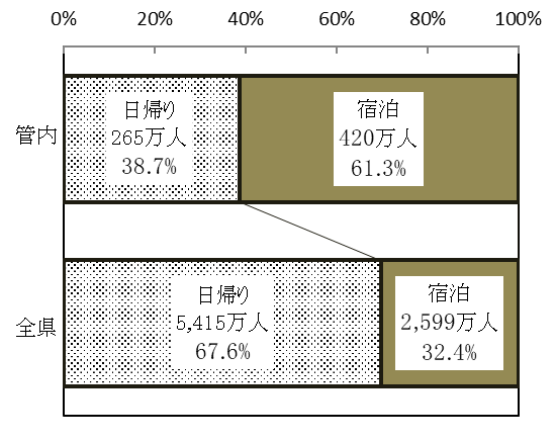 0% 20% 40% 60% 80% 100%
管内
日帰り
265万人
38.7%
宿泊
420万人
61.3%
全県
日帰り
5,415万人
67.6%
宿泊
2,599万人
32.4%